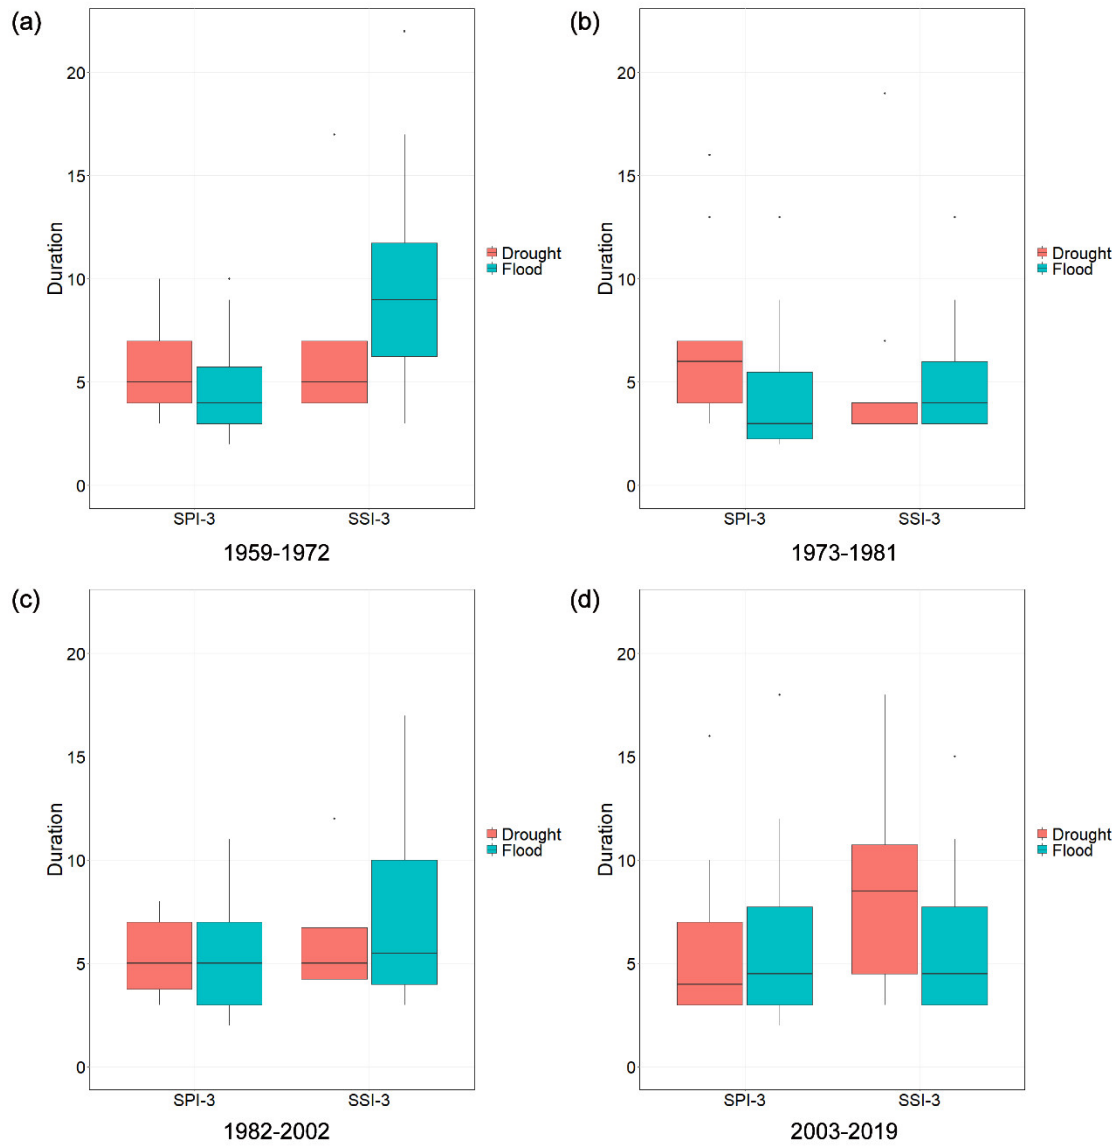 (a)
20
15
10
5
0
Duration
SPI-3
SSI-3
Drought
Flood
1959-1972
(b)
20
15
10
5
0
Duration
SPI-3
SSI-3
Drought
Flood
1973-1981
(c)
20
15
10
5
0
Duration
SPI-3
SSI-3
Drought
Flood
1982-2002
(d)
20
15
10
5
0
Duration
SPI-3
SSI-3
Drought
Flood
2003-2019